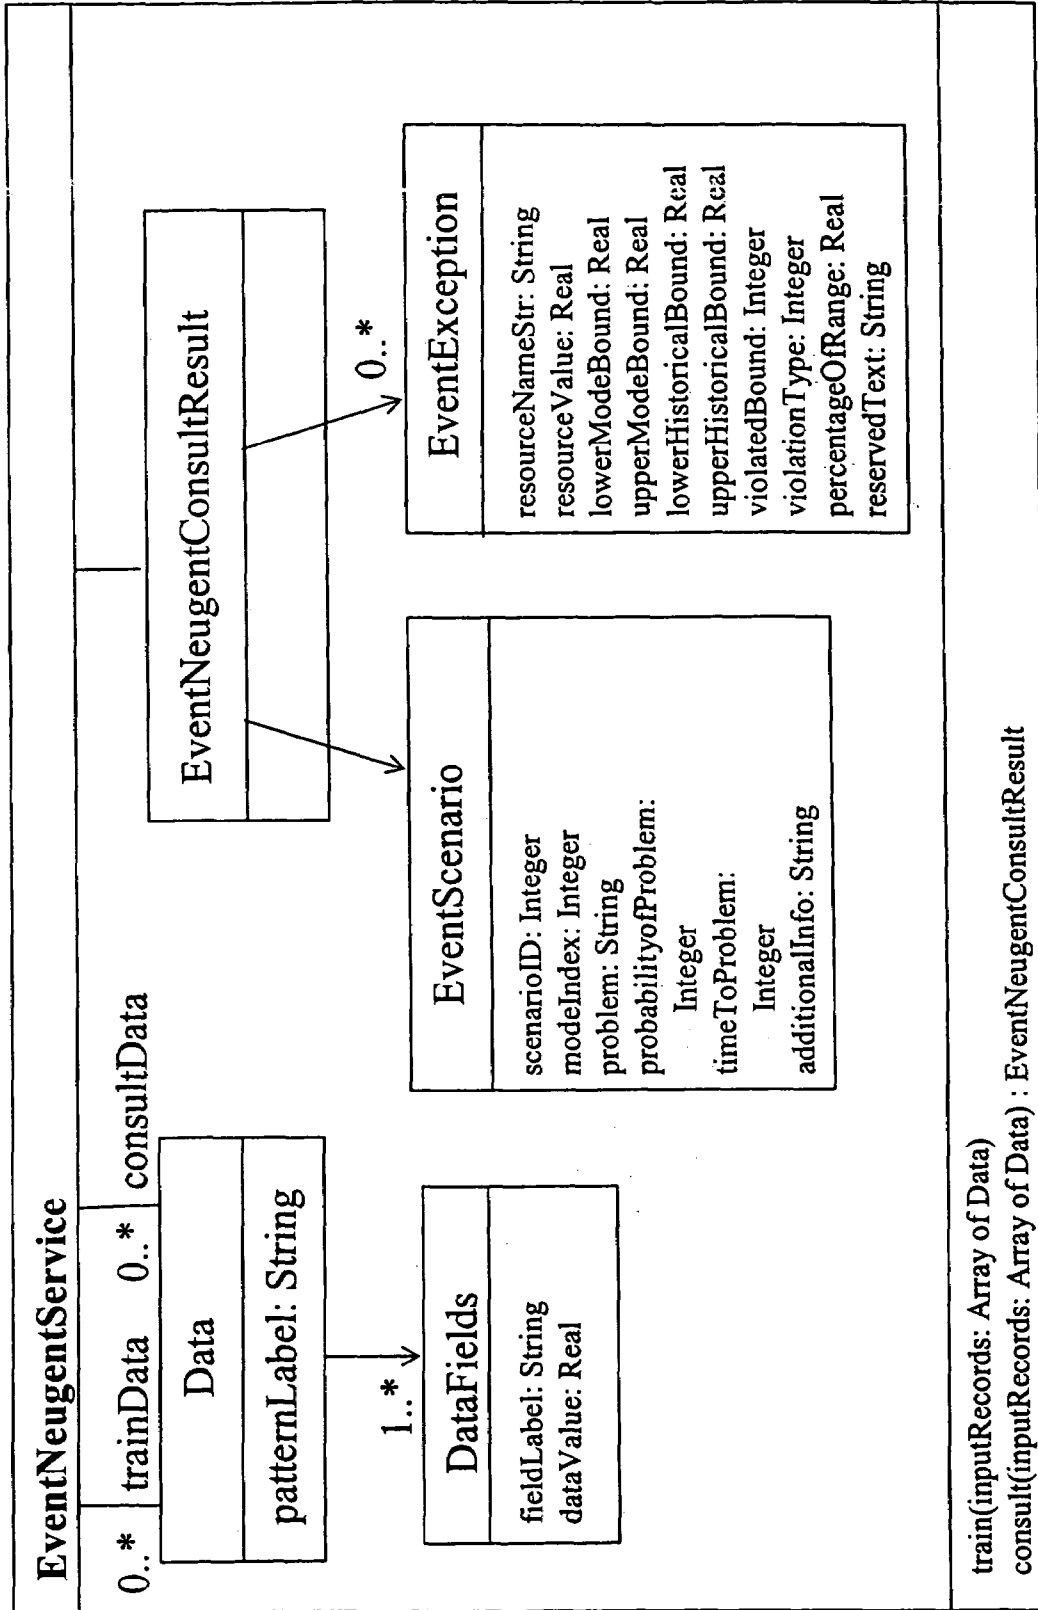 EventNeugentService
0..*
trainData
0..*
consultData
Data
patternLabel: String
1..*
DataFields
fieldLabel: String
dataValue: Real
EventNeugentConsultResult
0..*
EventScenario
scenarioID: Integer
modeIndex: Integer
problem: String
probabilityofProblem:
Integer
timeToProblem:
Integer
additionalInfo: String
EventException
resourceNameStr: String
resourceValue: Real
lowerModeBound: Real
upperModeBound: Real
lowerHistoricalBound: Real
upperHistoricalBound: Real
violatedBound: Integer
violationType: Integer
percentageOfRange: Real
reservedText: String
train(inputRecords: Array of Data)
consult(inputRecords: Array of Data) : EventNeugentConsultResult